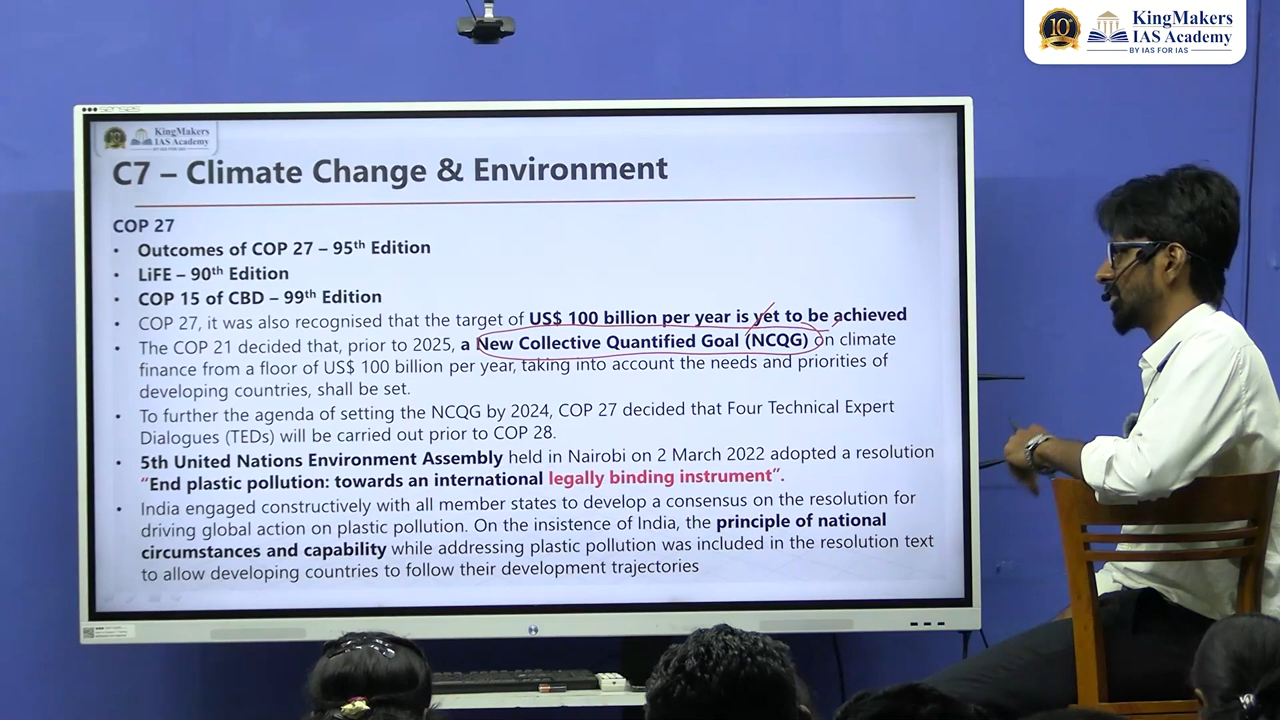 10
KingMakers
IAS Academy
BY IAS FOR IAS
KingMakers
IAS Academy
BY IAS FOR IAS
C7 – Climate Change & Environment
COP 27
• Outcomes of COP 27 – 95th Edition
• LiFE – 90th Edition
• COP 15 of CBD – 99th Edition
• COP 27, it was also recognised that the target of US$ 100 billion per year is yet to be achieved
• The COP 21 decided that, prior to 2025, a New Collective Quantified Goal (NCQG) on climate
finance from a floor of US$ 100 billion per year, taking into account the needs and priorities of
developing countries, shall be set.
• To further the agenda of setting the NCQG by 2024, COP 27 decided that Four Technical Expert
Dialogues (TEDs) will be carried out prior to COP 28.
• 5th United Nations Environment Assembly held in Nairobi on 2 March 2022 adopted a resolution
“End plastic pollution: towards an international legally binding instrument”.
• India engaged constructively with all member states to develop a consensus on the resolution for
driving global action on plastic pollution. On the insistence of India, the principle of national
circumstances and capability while addressing plastic pollution was included in the resolution text
to allow developing countries to follow their development trajectories